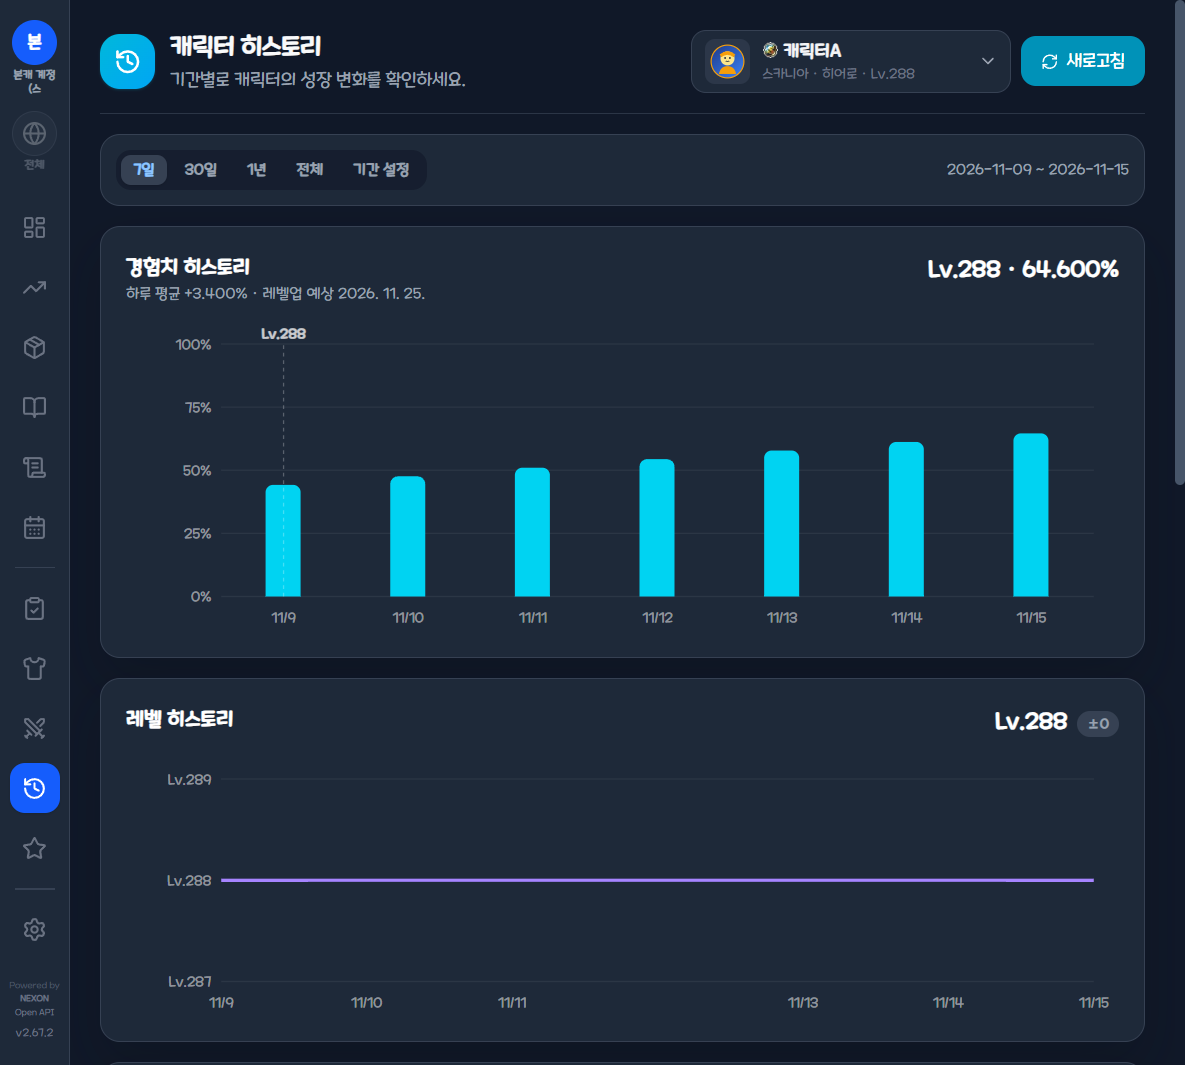 본
본캐 계정
(스
전체
Powered by
NEXON
Open API
v2.67.2
캐릭터 히스토리
기간별로 캐릭터의 성장 변화를 확인하세요.
캐릭터A
스카니아 · 히어로 · Lv.288
새로고침
7일 30일 1년 전체 기간 설정
2026-11-09 ~ 2026-11-15
경험치 히스토리
Lv.288 · 64.600%
하루 평균 +3.400% · 레벨업 예상 2026. 11. 25.
Lv.288
100%
75%
50%
25%
0%
11/9 11/10 11/11 11/12 11/13 11/14 11/15
레벨 히스토리
Lv.288 ±0
Lv.289
Lv.288
Lv.287
11/9 11/10 11/11 11/13 11/14 11/15